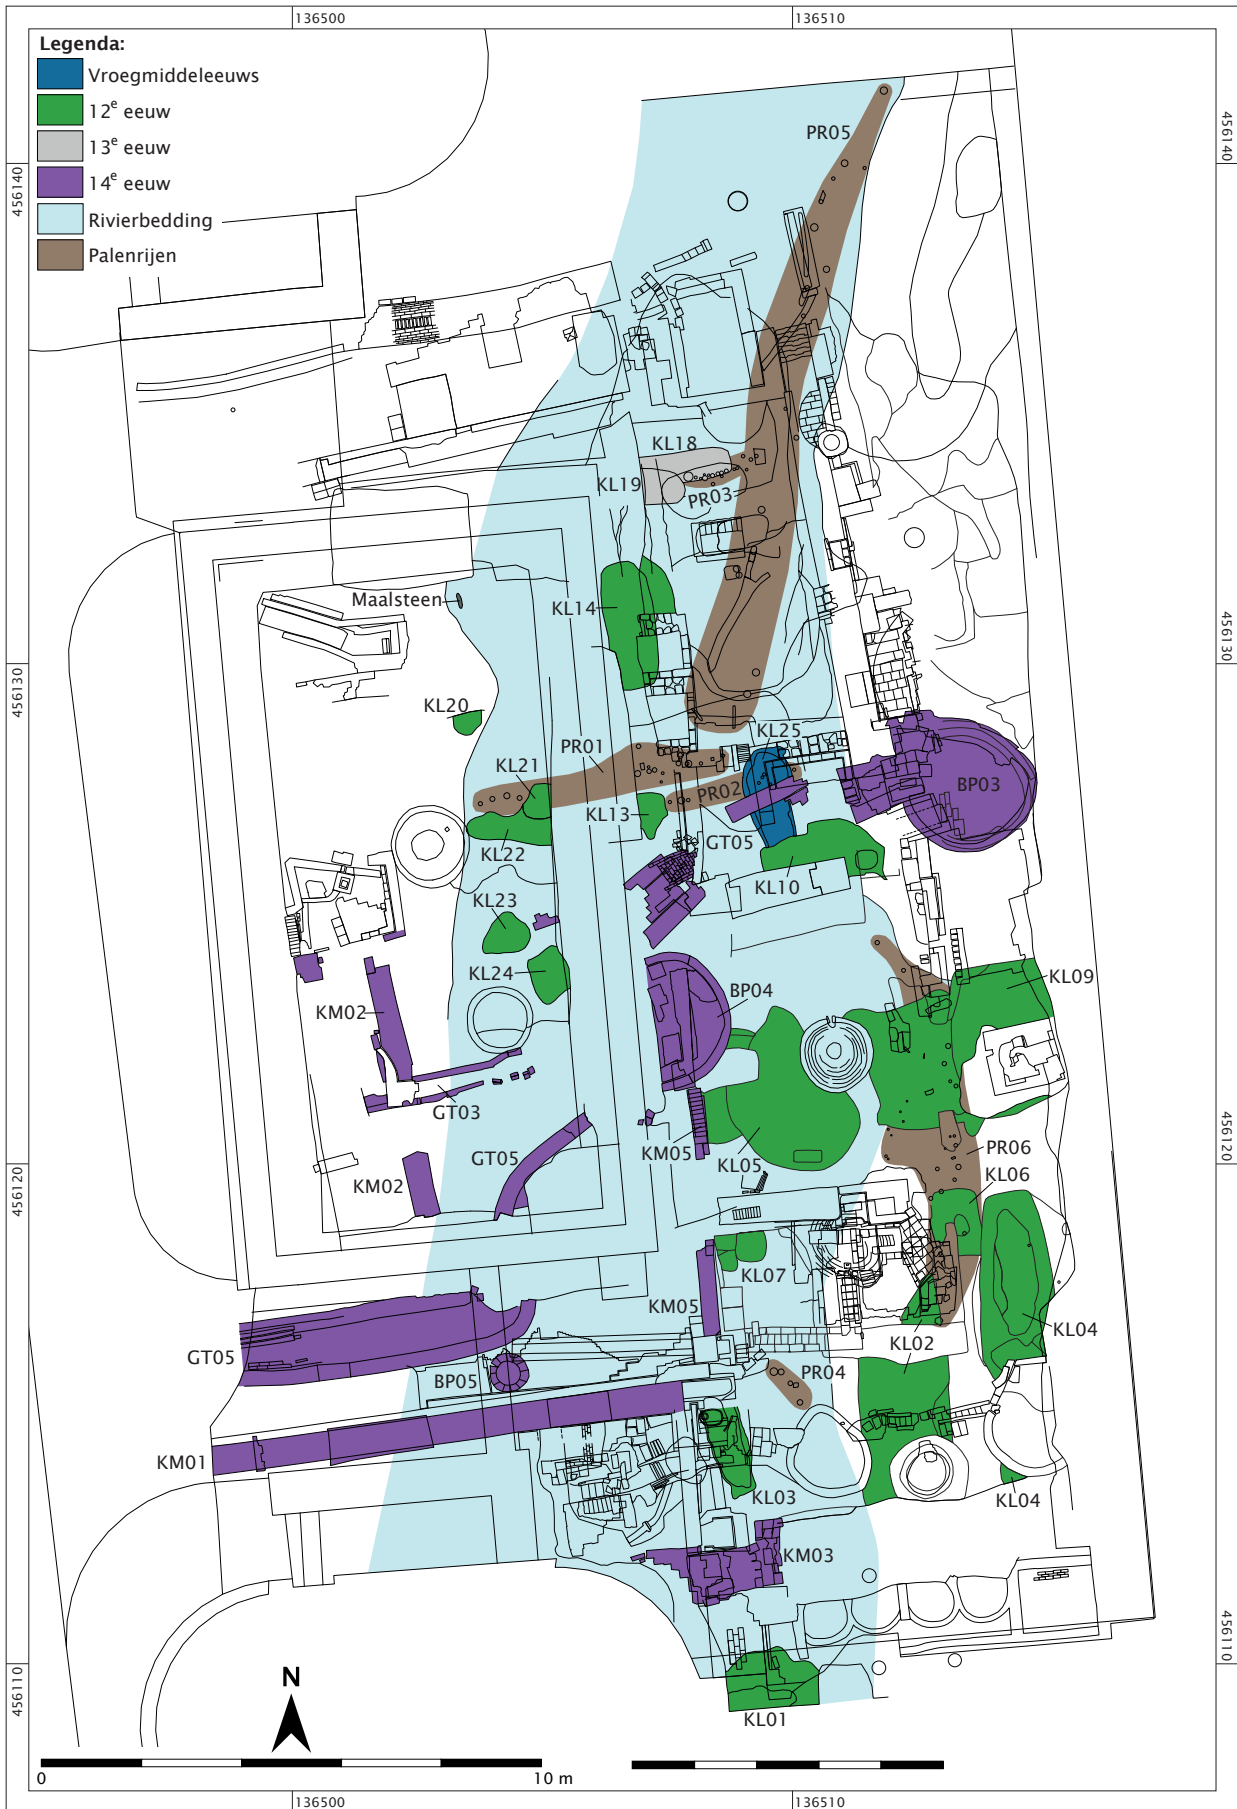 136500
136510
Legenda:
Vroegmiddeleeuws
12e eeuw
13e eeuw
14e eeuw
Rivierbedding
Palenrijen
456140
456140
PR05
KL18
KL19
PR03
Maalsteen
KL14
456130
456130
KL20
KL25
PR01
KL21
PR02
BP03
KL13
GT05
KL22
KL10
KL23
KL24
KL09
BP04
KM02
GT03
PR06
KM05
GT05
KL05
KL06
KM02
456120
456120
KL07
KM05
KL04
GT05
KL02
BP05
PR04
KM01
KL03
KL04
KM03
456110
456110
N
KL01
0
10 m
136500
136510